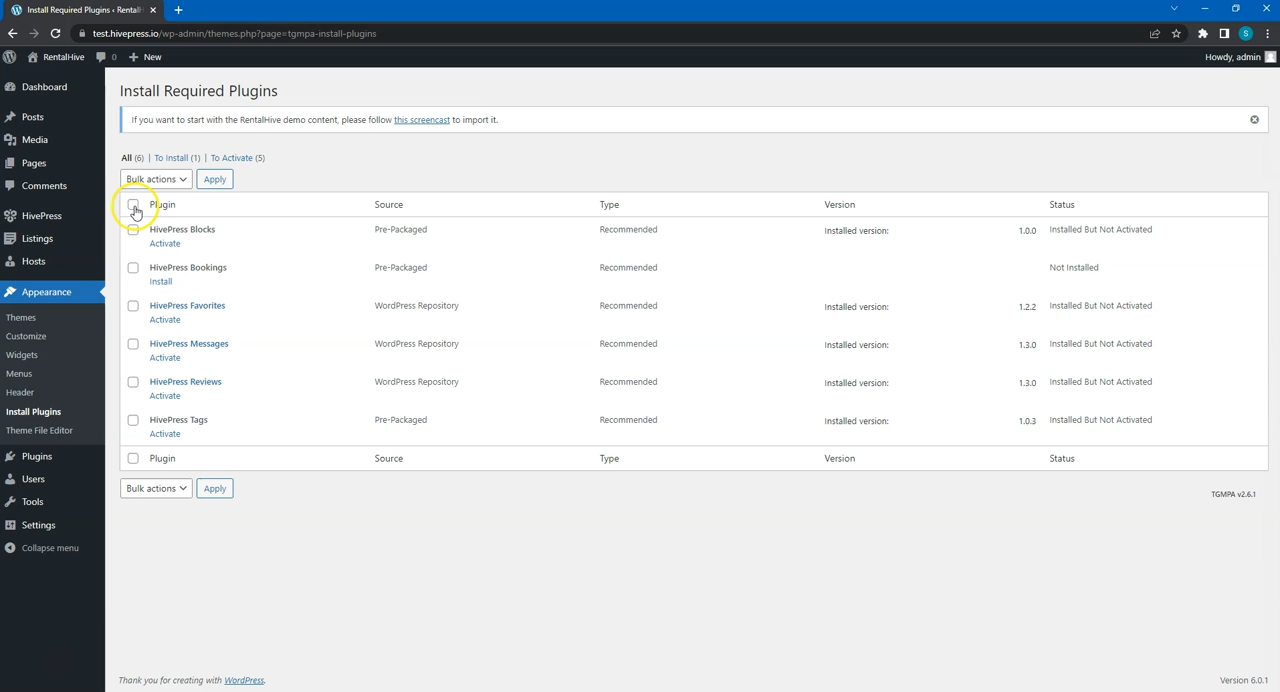 Install Required Plugins ‹ RentalH
test.hivepress.io/wp-admin/themes.php?page=tgmpa-install-plugins
S
RentalHive 0 New Howdy, admin
Dashboard
Posts
Media
Pages
Comments
HivePress
Listings
Hosts
Appearance
Themes
Customize
Widgets
Menus
Header
Install Plugins
Theme File Editor
Plugins
Users
Tools
Settings
Collapse menu
Install Required Plugins
If you want to start with the RentalHive demo content, please follow this screencast to import it.
All (6) | To Install (1) | To Activate (5)
Bulk actions Apply
Plugin Source Type Version Status
HivePress Blocks Pre-Packaged Recommended Installed version: 1.0.0 Installed But Not Activated
Activate
HivePress Bookings Pre-Packaged Recommended Not Installed
Install
HivePress Favorites WordPress Repository Recommended Installed version: 1.2.2 Installed But Not Activated
Activate
HivePress Messages WordPress Repository Recommended Installed version: 1.3.0 Installed But Not Activated
Activate
HivePress Reviews WordPress Repository Recommended Installed version: 1.3.0 Installed But Not Activated
Activate
HivePress Tags Pre-Packaged Recommended Installed version: 1.0.3 Installed But Not Activated
Activate
Plugin Source Type Version Status
Bulk actions Apply
TGMPA v2.6.1
Thank you for creating with WordPress. Version 6.0.1